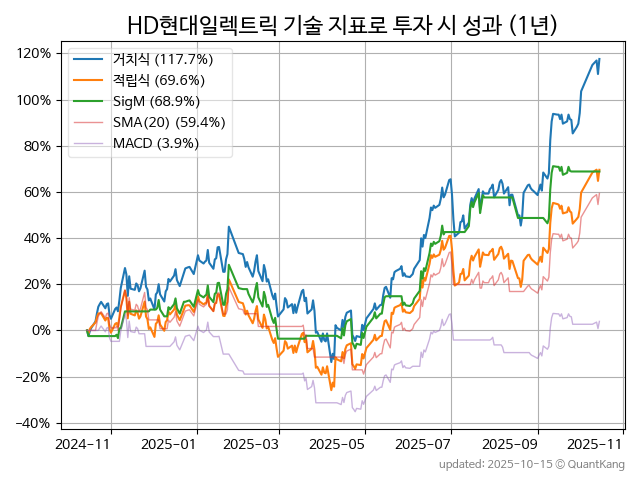 HD현대일렉트릭 기술 지표로 투자 시 성과 (1년)
120%
100%
80%
60%
40%
20%
0%
−20%
−40%
거치식 (117.7%)
적립식 (69.6%)
SigM (68.9%)
SMA(20) (59.4%)
MACD (3.9%)
2024-11 2025-01 2025-03 2025-05 2025-07 2025-09 2025-11
updated: 2025-10-15 © QuantKang